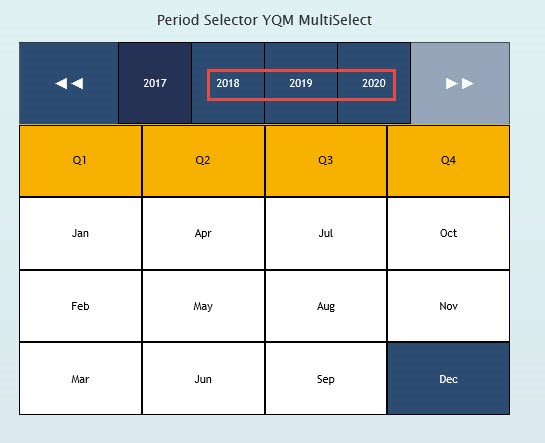 Period Selector YQM MultiSelect
2017 2018 2019 2020
Q1 Q2 Q3 Q4
Jan Apr Jul Oct
Feb May Aug Nov
Mar Jun Sep Dec